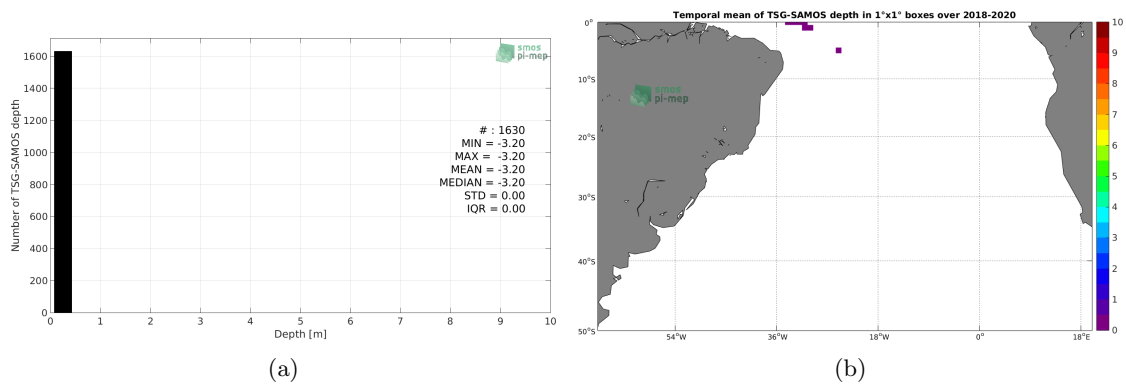 Number of TSG-SAMOS depth
1600
1400
1200
1000
800
600
400
200
0
smos
pi-mep
# : 1630
MIN = -3.20
MAX = -3.20
MEAN = -3.20
MEDIAN = -3.20
STD = 0.00
IQR = 0.00
0 1 2 3 4 5 6 7 8 9 10
Depth [m]
(a)
Temporal mean of TSG-SAMOS depth in 1°x1° boxes over 2018-2020
0°
10°S
20°S
30°S
40°S
50°S
smos
pi-mep
54°W 36°W 18°W 0° 18°E
10
9
8
7
6
5
4
3
2
1
0
(b)